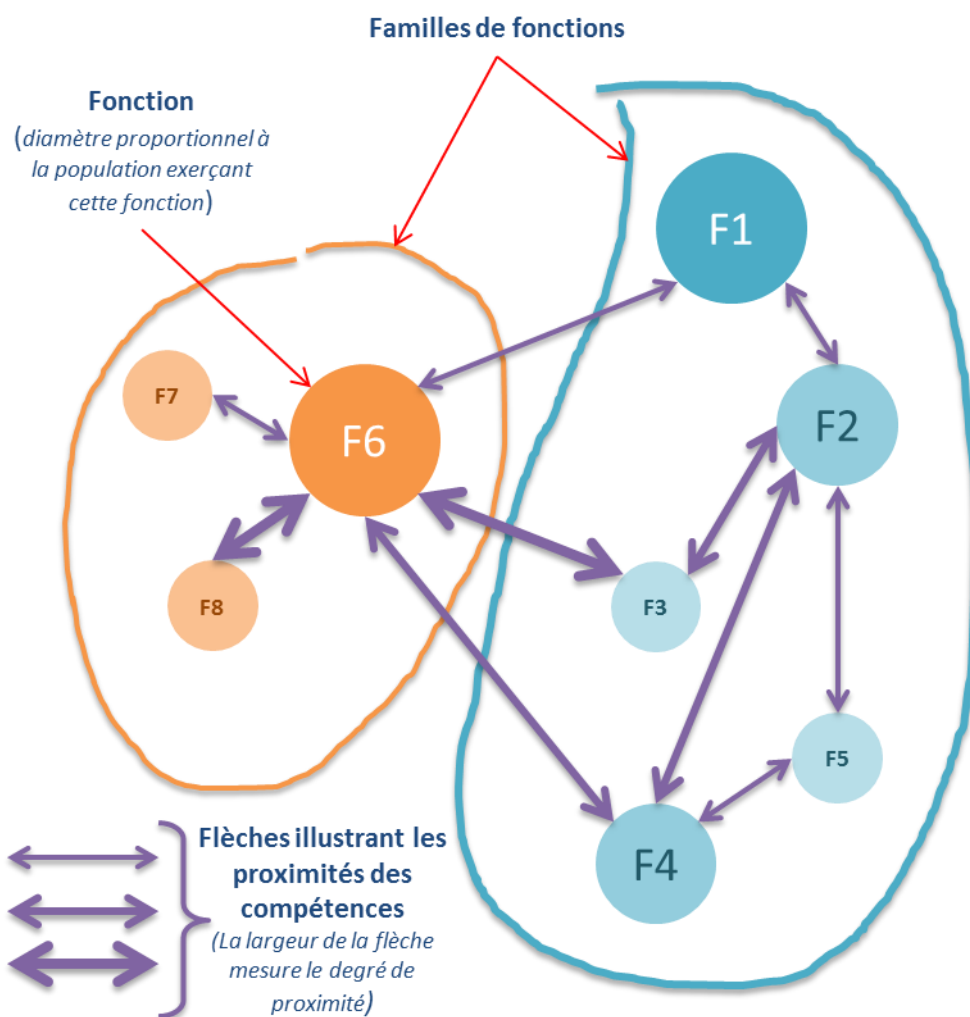 Familles de fonctions
Fonction
(diamètre proportionnel à
la population exerçant
cette fonction)
F1
F7
F6
F2
F8
F3
F5
F4
Flèches illustrant les
proximités des
compétences
(La largeur de la flèche
mesure le degré de
proximité)